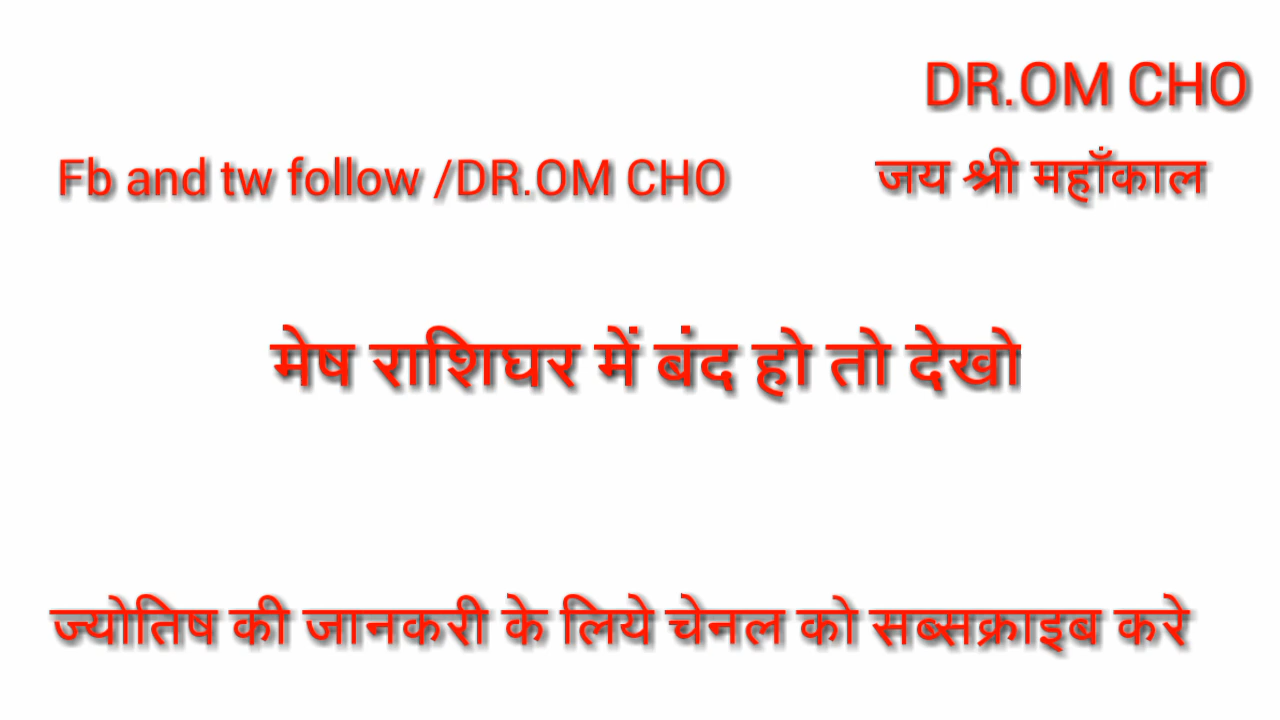 DR.OM CHO
Fb and tw follow /DR.OM CHO जय श्री महाँकाल
मेष राशिघर में बंद हो तो देखो
ज्योतिष की जानकरी के लिये चेनल को सब्सक्राइब करे